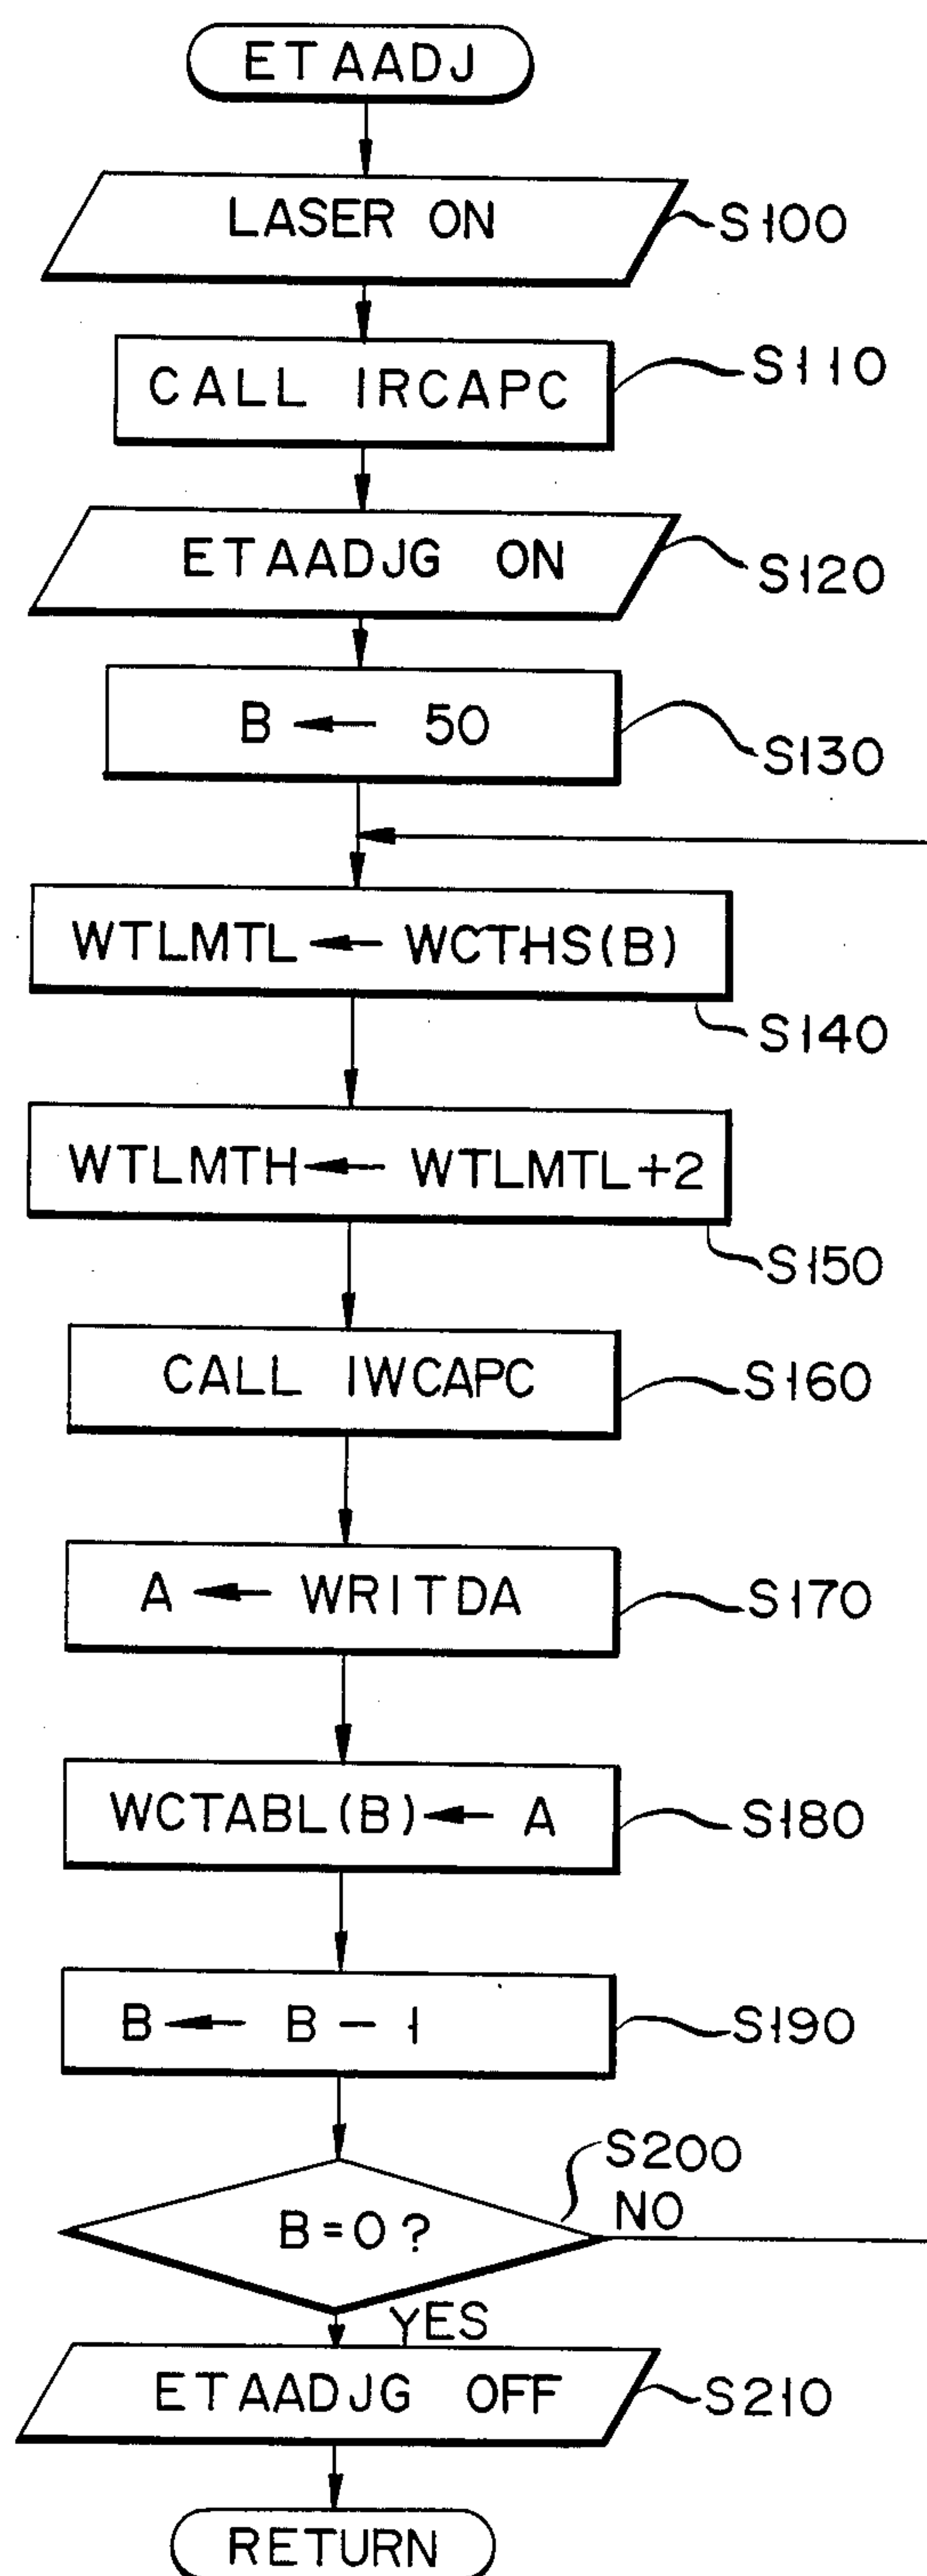 ETAADJ
LASER ON
S100
CALL IRCAPC
S110
ETAADJG ON
S120
B ← 50
S130
WTLMTL ← WCTHS(B)
S140
WTLMTH ← WTLMTL+2
S150
CALL IWCAPC
S160
A ← WRITDA
S170
WCTABL(B) ← A
S180
B ← B - 1
S190
S200
B=0?
NO
YES
ETAADJG OFF
S210
RETURN